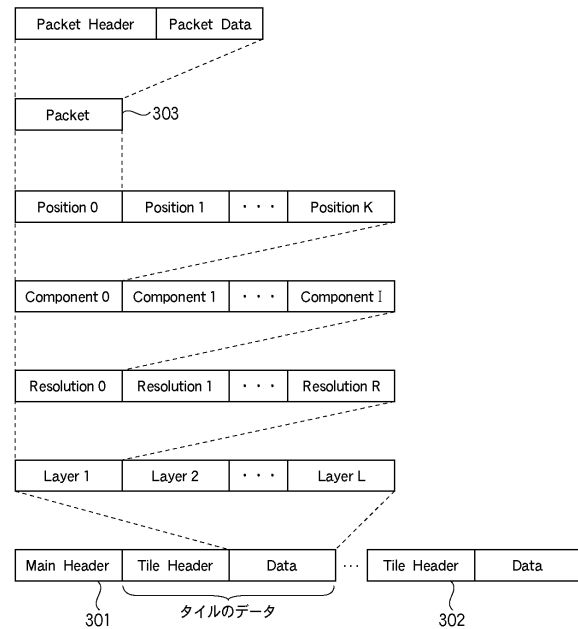 Packet Header Packet Data
Packet 303
Position 0 Position 1 ・・・ Position K
Component 0 Component 1 ・・・ Component I
Resolution 0 Resolution 1 ・・・ Resolution R
Layer 1 Layer 2 ・・・ Layer L
Main Header Tile Header Data ・・・ Tile Header Data
301 タイルのデータ 302